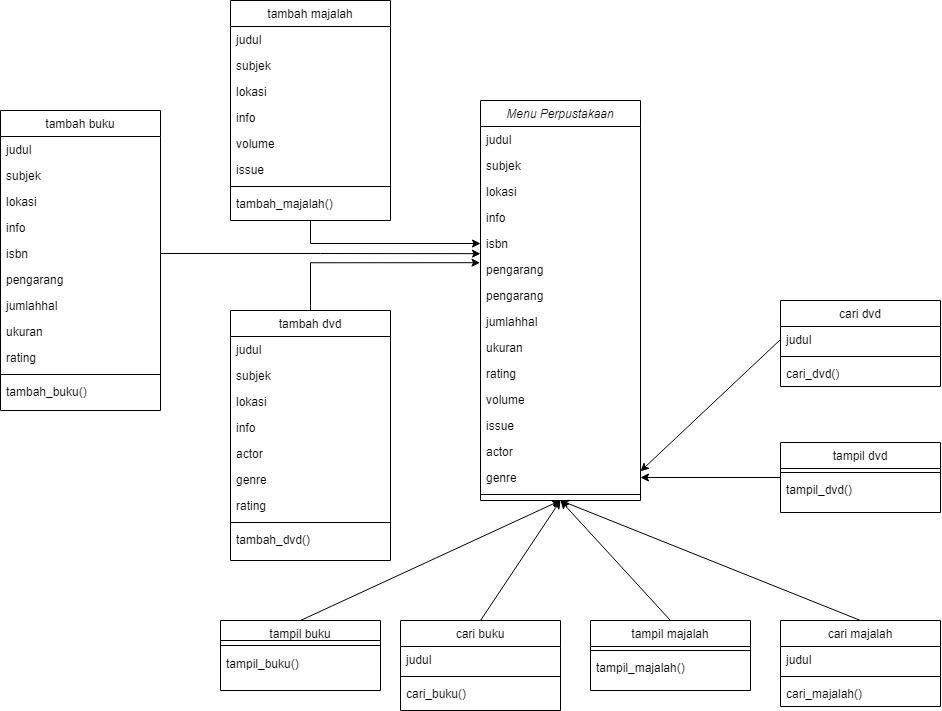 tambah majalah
judul
subjek
lokasi
info
volume
issue
tambah_majalah()
tambah buku
judul
subjek
lokasi
info
isbn
pengarang
jumlahhal
ukuran
rating
tambah_buku()
tambah dvd
judul
subjek
lokasi
info
actor
genre
rating
tambah_dvd()
Menu Perpustakaan
judul
subjek
lokasi
info
isbn
pengarang
pengarang
jumlahhal
ukuran
rating
volume
issue
actor
genre
cari dvd
judul
cari_dvd()
tampil dvd
tampil_dvd()
tampil buku
tampil_buku()
cari buku
judul
cari_buku()
tampil majalah
tampil_majalah()
cari majalah
judul
cari_majalah()